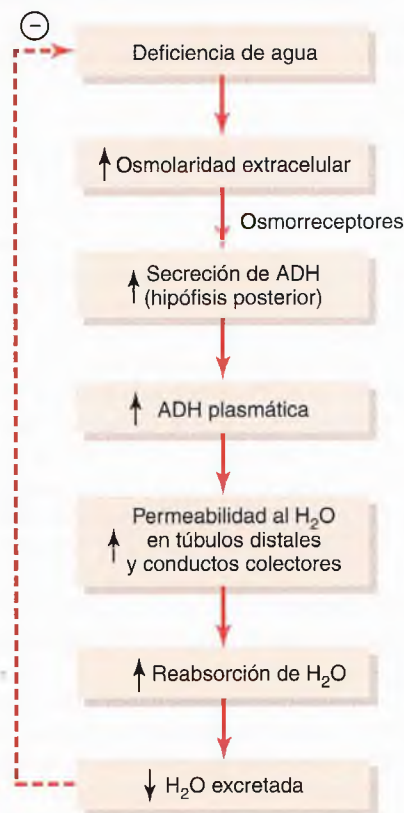 −
Deficiencia de agua
↑ Osmolaridad extracelular
Osmorreceptores
↑ Secreción de ADH
(hipófisis posterior)
↑ ADH plasmática
Permeabilidad al H₂O
↑ en túbulos distales
y conductos colectores
↑ Reabsorción de H₂O
↓ H₂O excretada